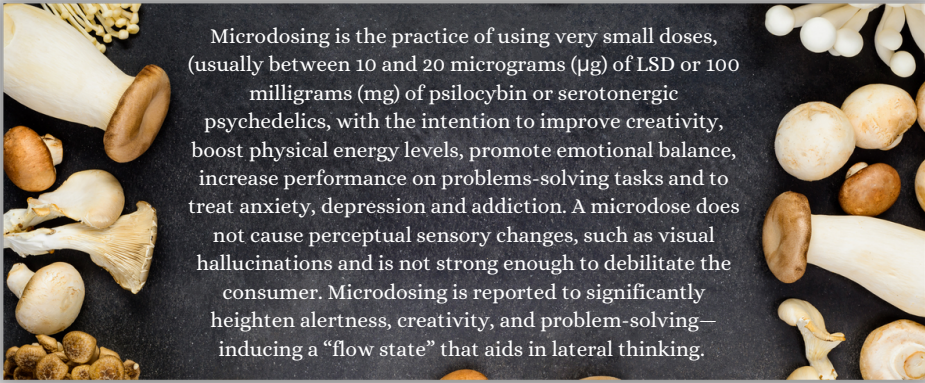 Microdosing is the practice of using very small doses,
(usually between 10 and 20 micrograms (µg) of LSD or 100
milligrams (mg) of psilocybin or serotonergic
psychedelics, with the intention to improve creativity,
boost physical energy levels, promote emotional balance,
increase performance on problems-solving tasks and to
treat anxiety, depression and addiction. A microdose does
not cause perceptual sensory changes, such as visual
hallucinations and is not strong enough to debilitate the
consumer. Microdosing is reported to significantly
heighten alertness, creativity, and problem-solving—
inducing a “flow state” that aids in lateral thinking.